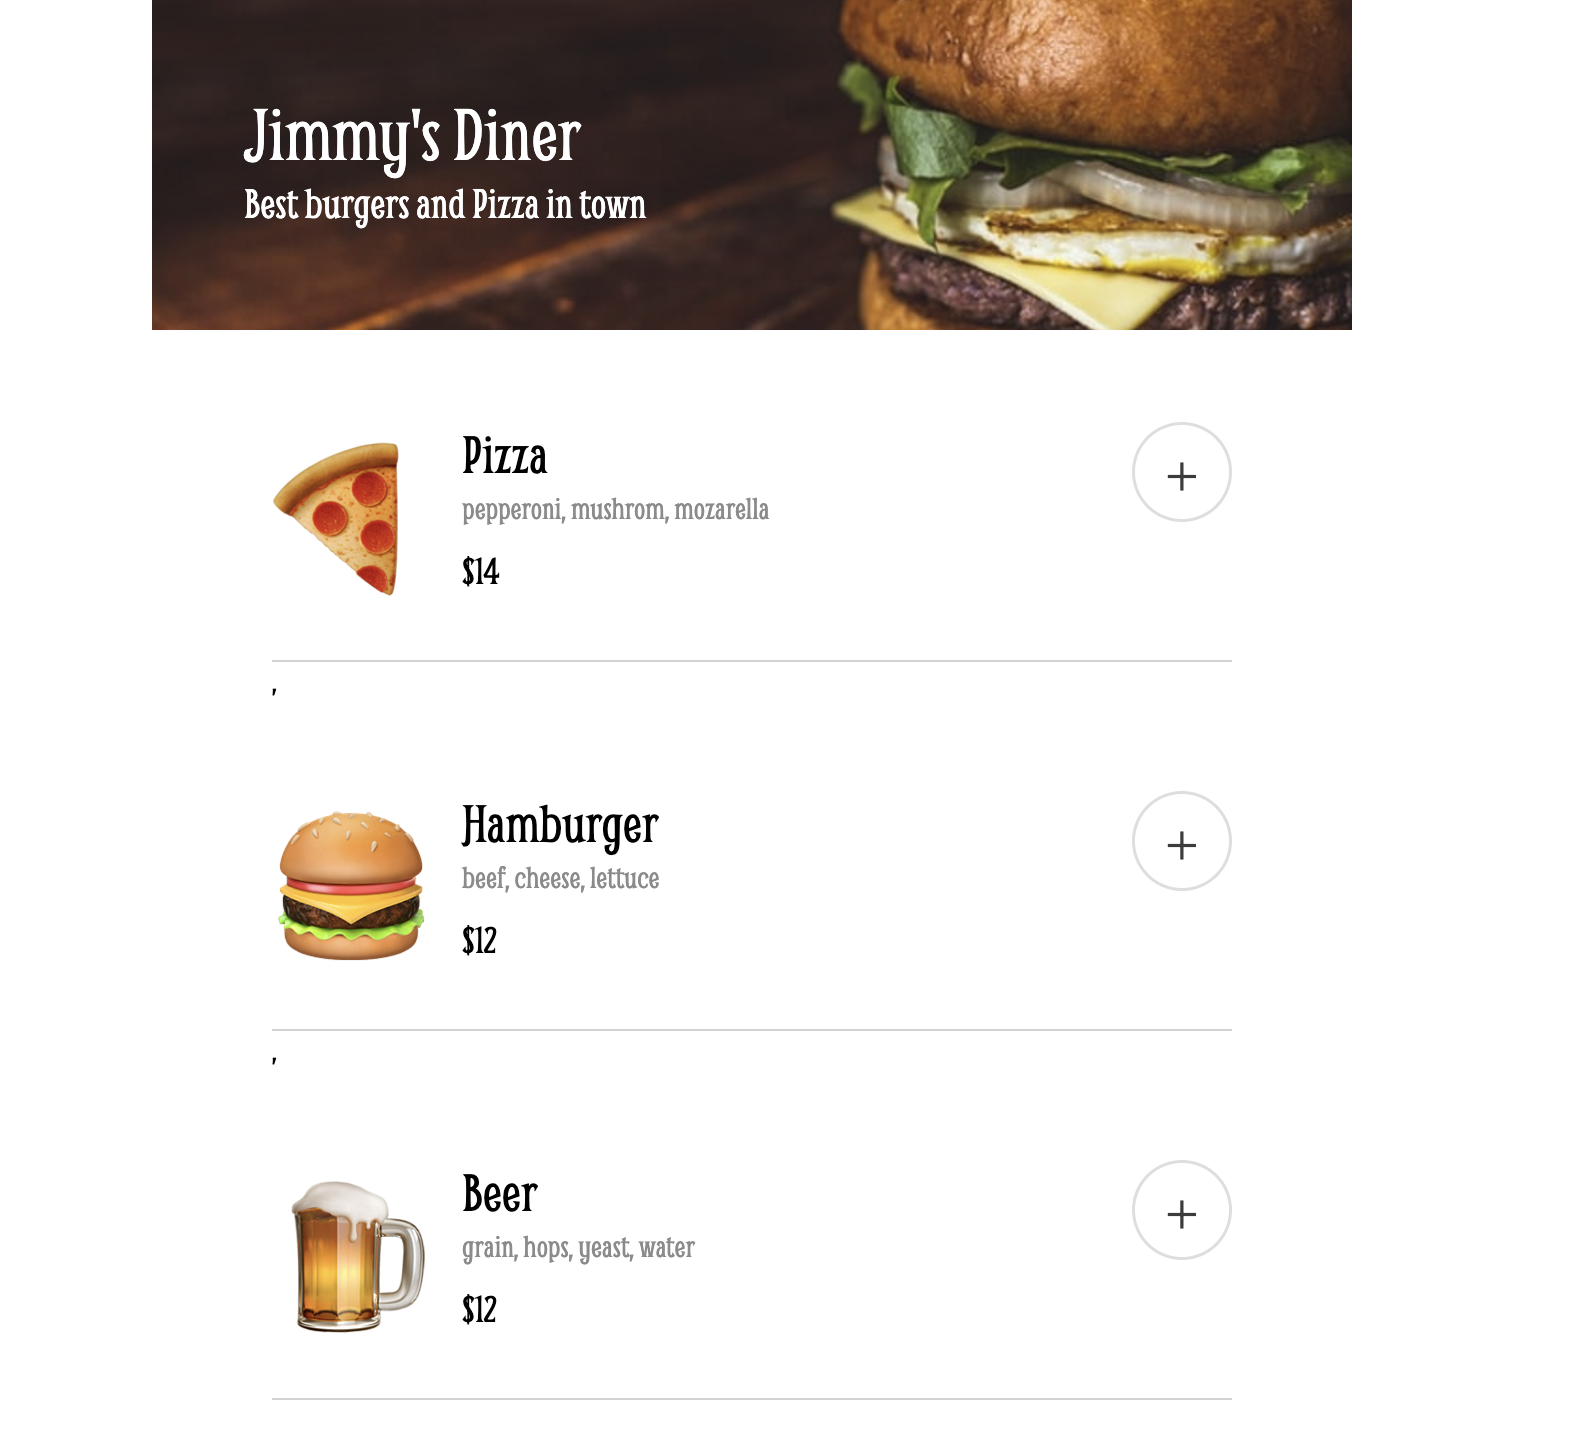 Jimmy's Diner
Best burgers and Pizza in town
Pizza
+
pepperoni, mushrom, mozarella
$14
,
Hamburger
+
beef, cheese, lettuce
$12
,
Beer
+
grain, hops, yeast, water
$12